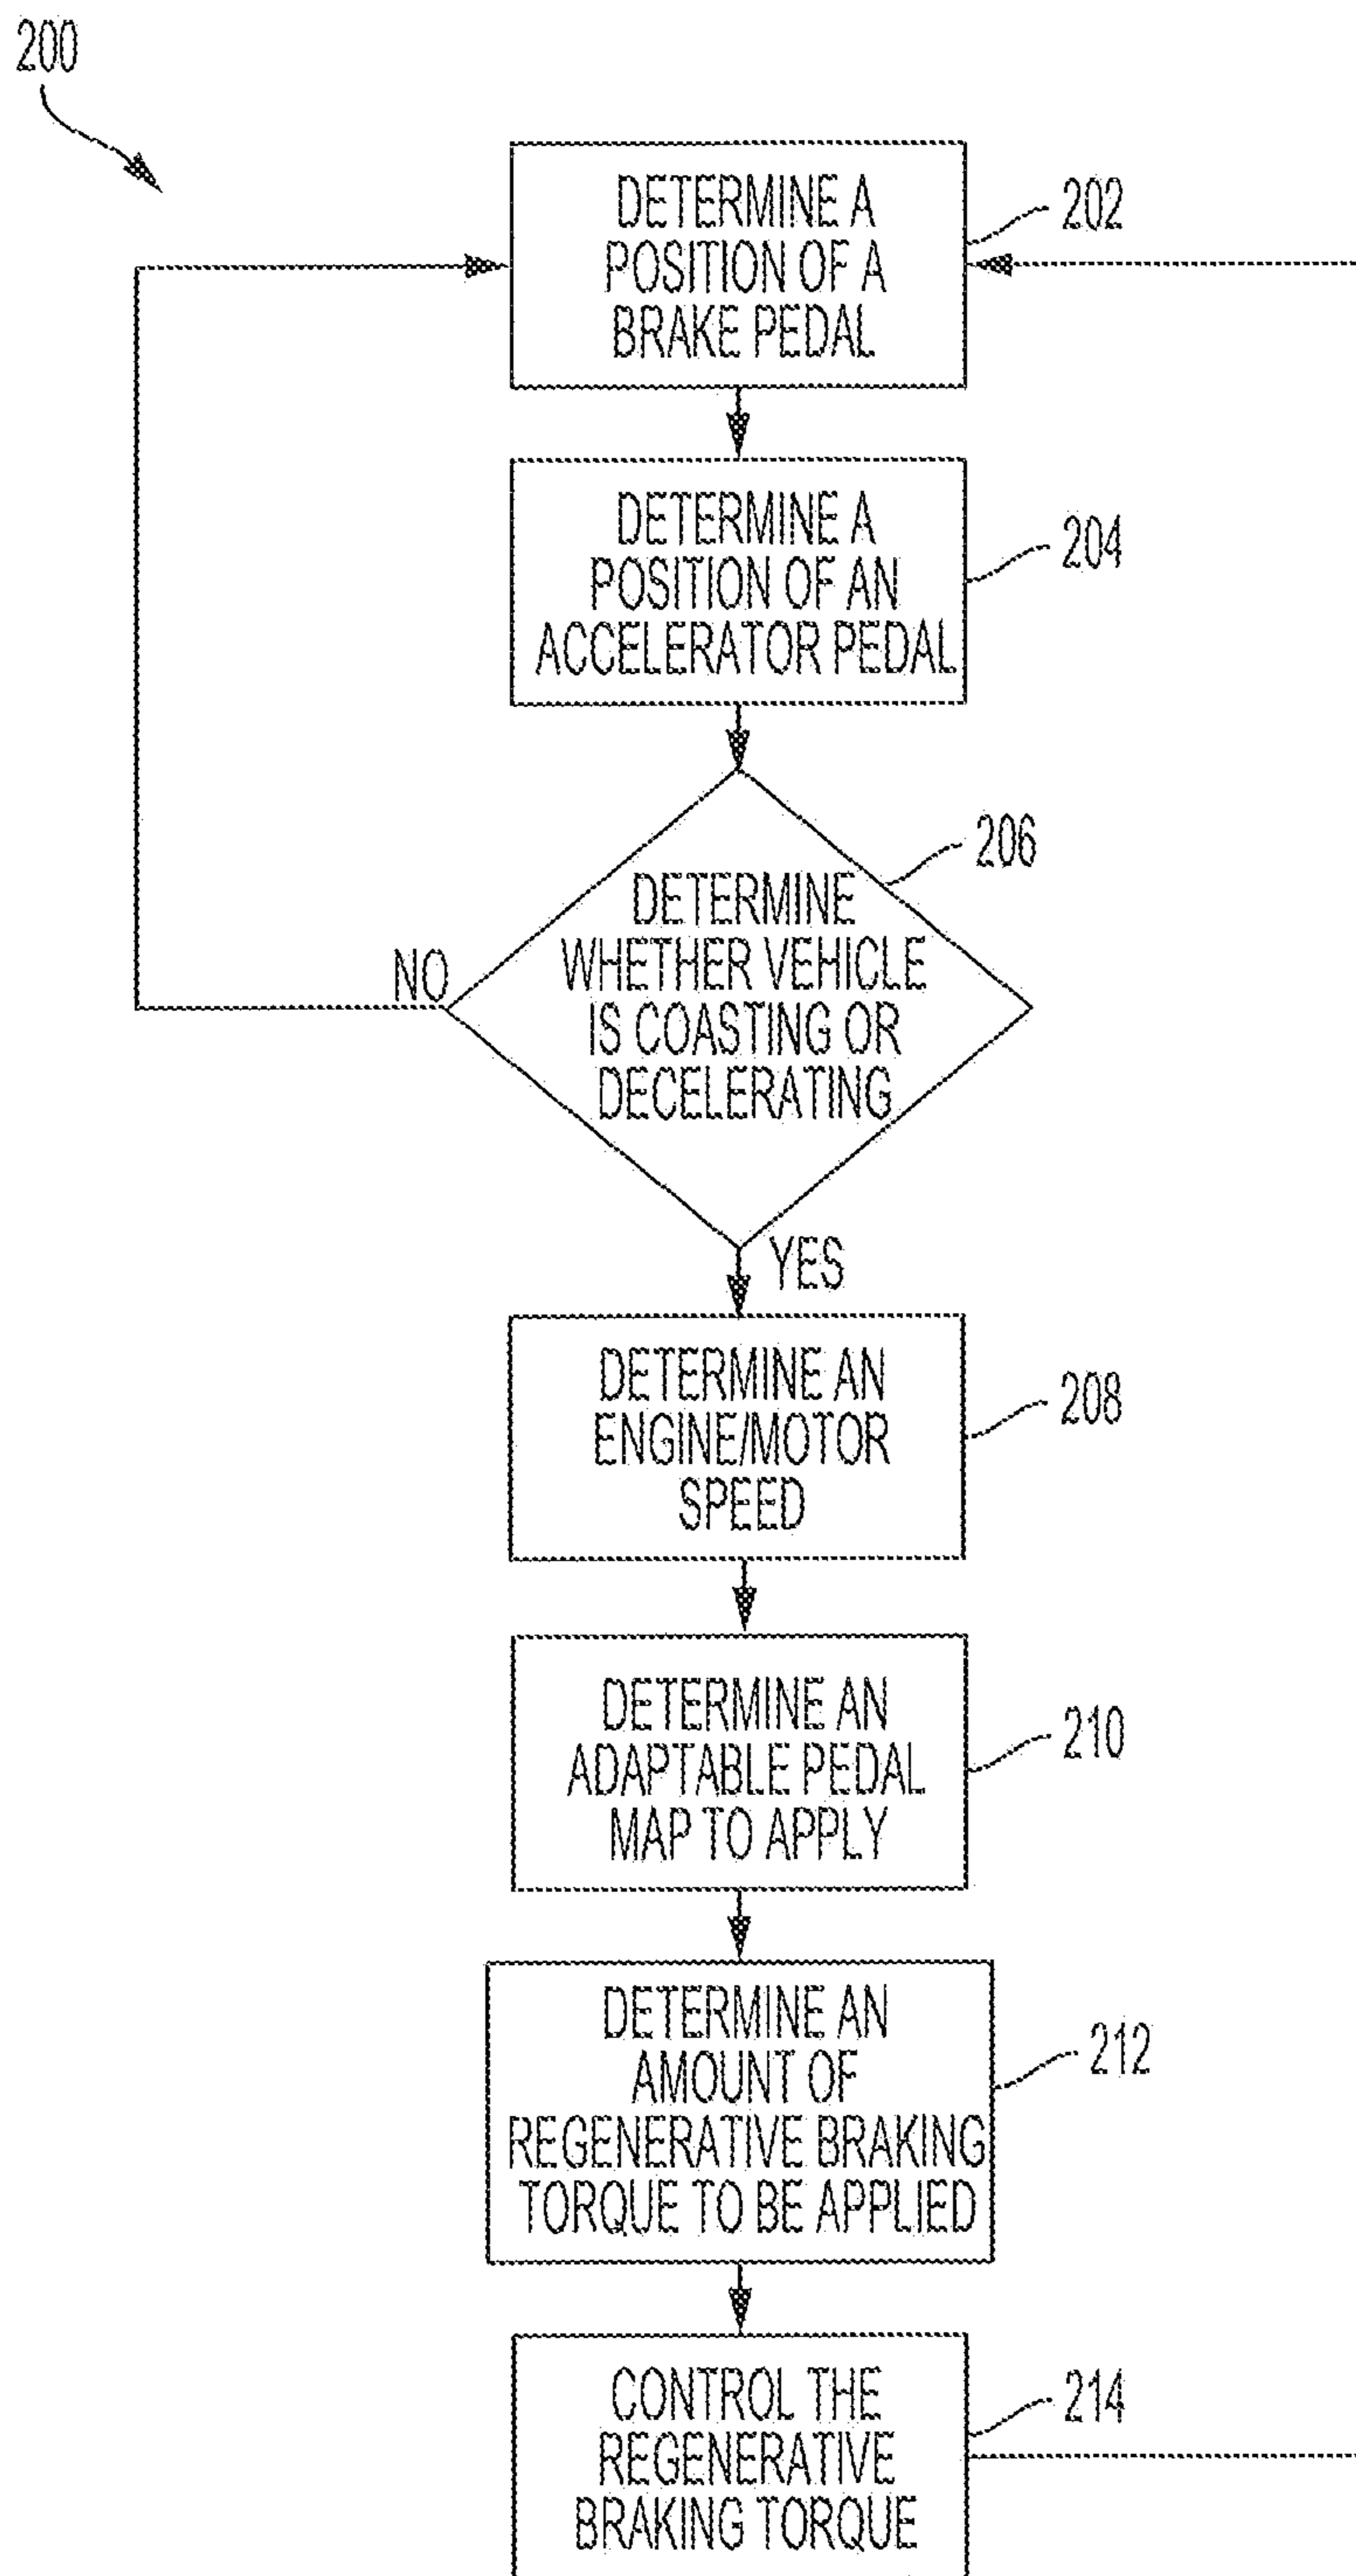 200
DETERMINE A
POSITION OF A
BRAKE PEDAL
202
DETERMINE A
POSITION OF AN
ACCELERATOR PEDAL
204
DETERMINE
WHETHER VEHICLE
IS COASTING OR
DECELERATING
206
NO
YES
DETERMINE AN
ENGINE/MOTOR
SPEED
208
DETERMINE AN
ADAPTABLE PEDAL
MAP TO APPLY
210
DETERMINE AN
AMOUNT OF
REGENERATIVE BRAKING
TORQUE TO BE APPLIED
212
CONTROL THE
REGENERATIVE
BRAKING TORQUE
214